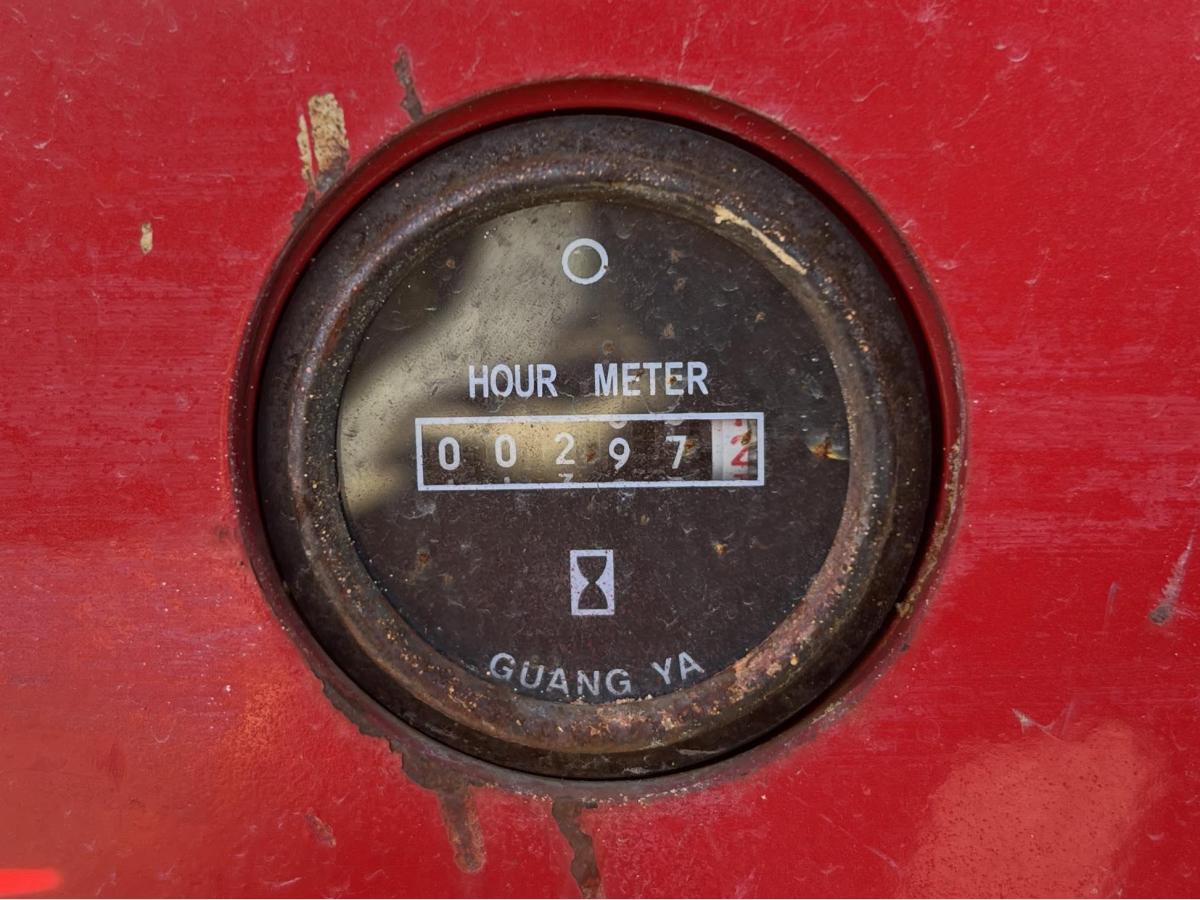 HOUR METER
002972
GUANG YA